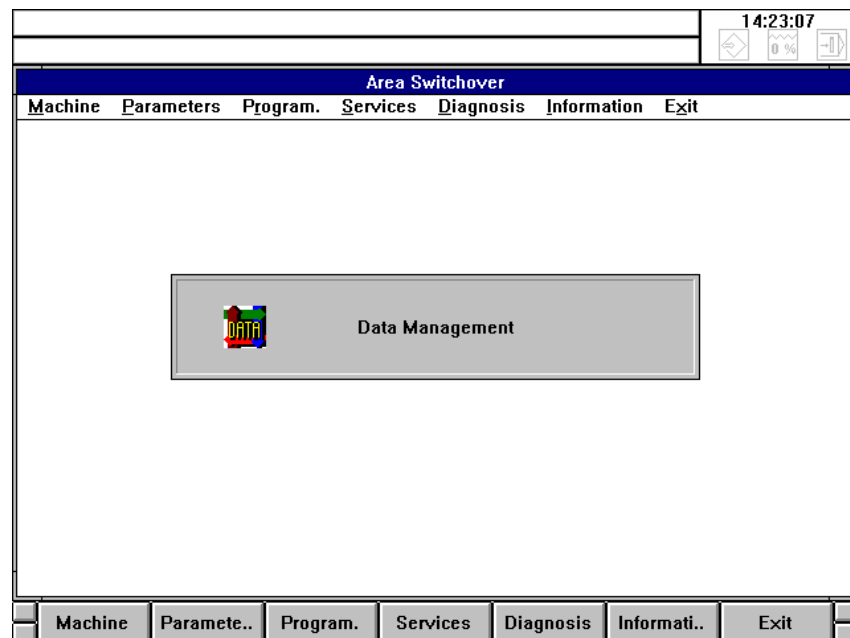 14:23:07
0 %
Area Switchover
Machine Parameters Program. Services Diagnosis Information Exit
DATA Data Management
Machine Paramete.. Program. Services Diagnosis Informati.. Exit